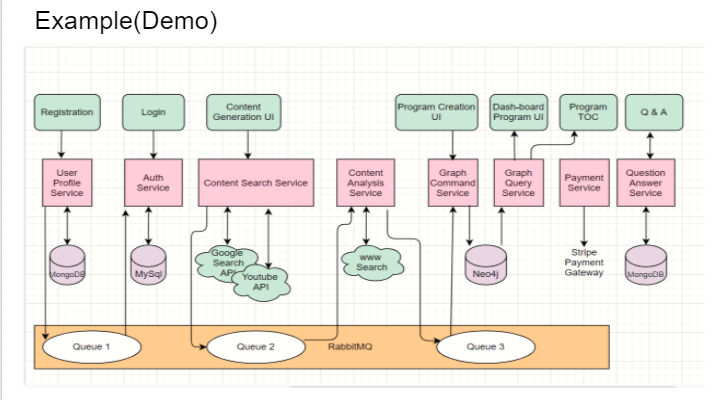 Example(Demo)
Registration
Login
Content
Generation UI
Program Creation
UI
Dash-board
Program UI
Program
TOC
Q & A
User
Profile
Service
Auth
Service
Content Search Service
Content
Analysis
Service
Graph
Command
Service
Graph
Query
Service
Payment
Service
Question
Answer
Service
MongoDB
MySql
Google
Search
API
Youtube
API
www
Search
Neo4j
Stripe
Payment
Gateway
MongoDB
Queue 1
Queue 2
RabbitMQ
Queue 3